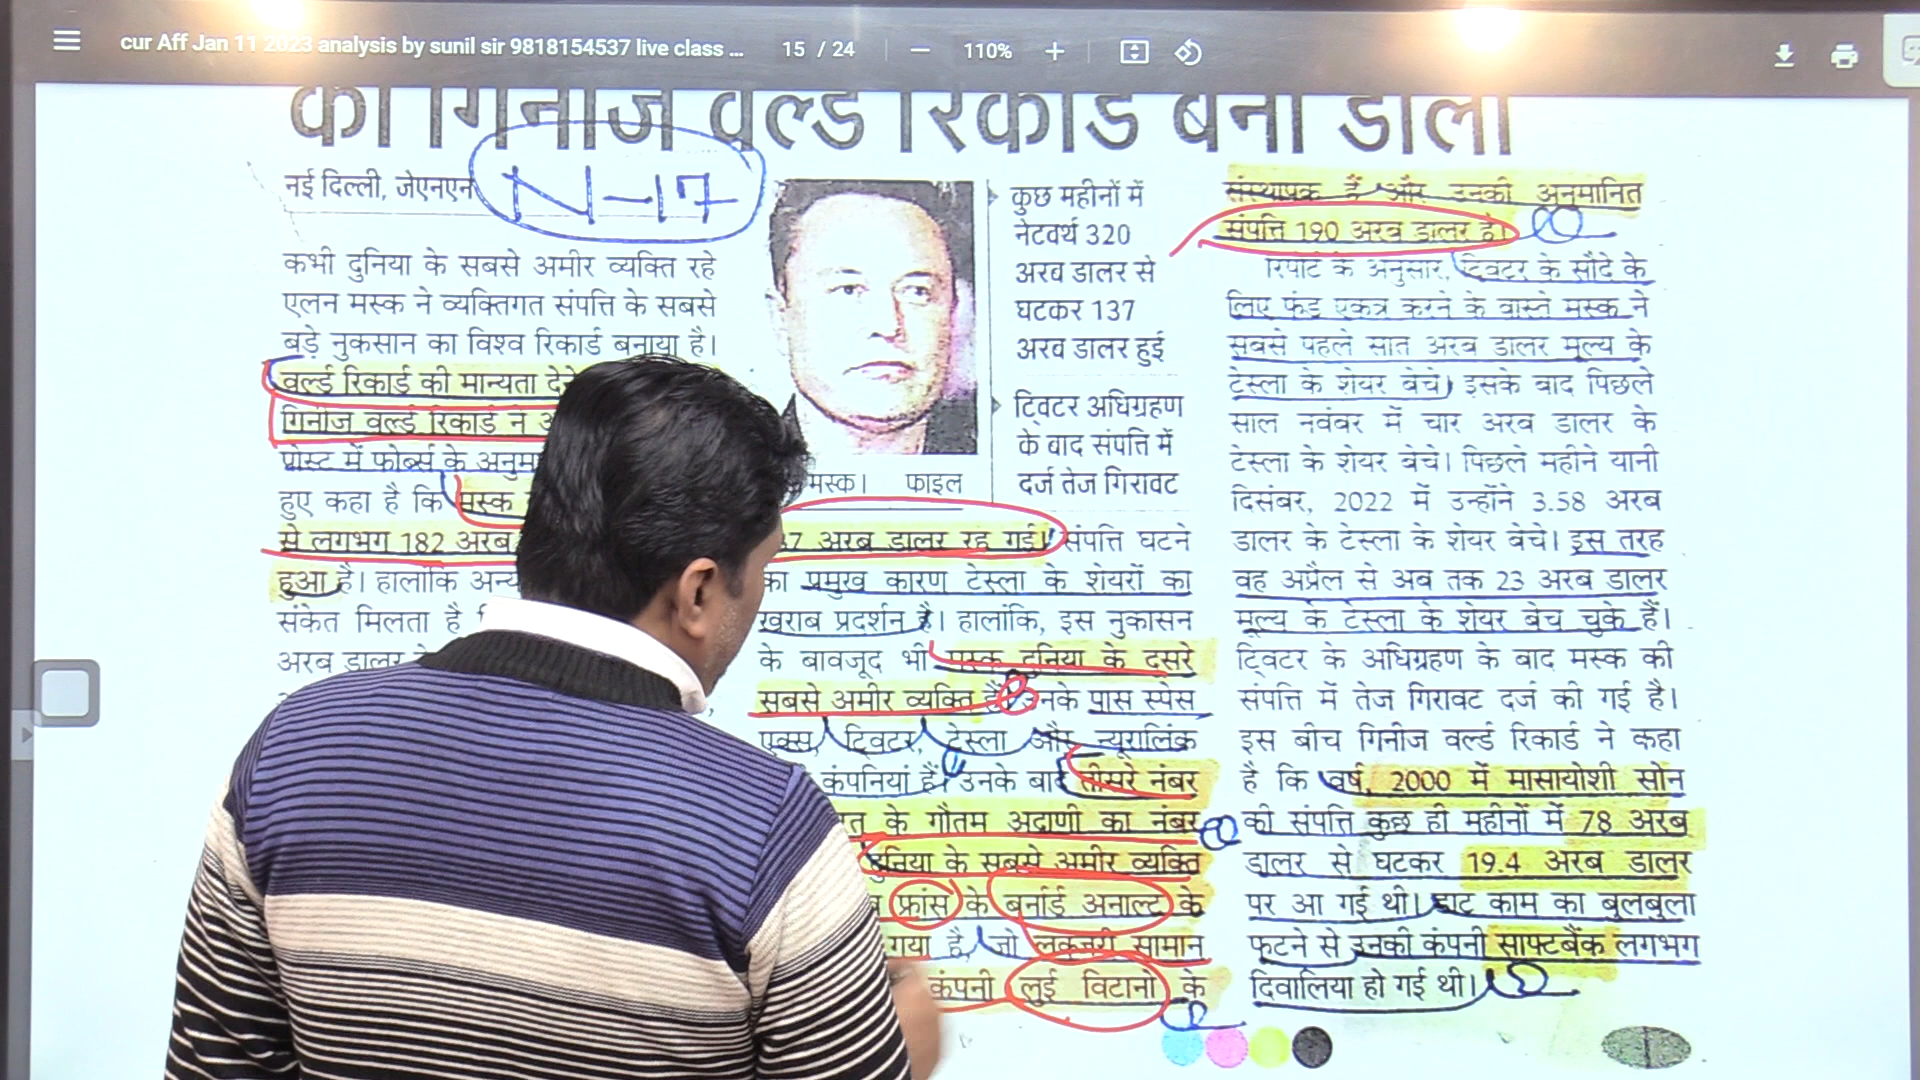 cur Aff Jan 11 2023 analysis by sunil sir 9818154537 live class ...
15 / 24
110%
का गिनीज वर्ल्ड रिकार्ड बना डाला
नई दिल्ली, जेएनएन
N-17
कभी दुनिया के सबसे अमीर व्यक्ति रहे
एलन मस्क ने व्यक्तिगत संपत्ति के सबसे
बड़े नुकसान का विश्व रिकार्ड बनाया है।
वर्ल्ड रिकार्ड की मान्यता देने
गिनीज वर्ल्ड रिकार्ड ने
पोस्ट में फोर्ब्स के
हुए कहा है कि मस्क
से लगभग 182 अरब
हुआ है। हालांकि
संकेत मिलता है
अरब डालर
मस्क। फाइल
अरब डालर रह गई। संपत्ति घटने
का प्रमुख कारण टेस्ला के शेयरों का
खराब प्रदर्शन है। हालांकि, इस नुकासन
के बावजूद भी मस्क दुनिया के दूसरे
सबसे अमीर व्यक्ति हैं। उनके पास स्पेस
एक्स, ट्विटर, टेस्ला और न्यूरालिंक
कंपनियां हैं। उनके बाद तीसरे नंबर
के गौतम अदाणी का नंबर
दुनिया के सबसे अमीर व्यक्ति
फ्रांस के बर्नार्ड अर्नाल्ट के
गया है, जो लक्जरी सामान
कंपनी लुई विटानो के
कुछ महीनों में
नेटवर्थ 320
अरब डालर से
घटकर 137
अरब डालर हुई
ट्विटर अधिग्रहण
के बाद संपत्ति में
दर्ज तेज गिरावट
संस्थापक हैं और उनकी अनुमानित
संपत्ति 190 अरब डालर है।
रिपोर्ट के अनुसार, ट्विटर के सौदे के
लिए फंड एकत्र करने के वास्ते मस्क ने
सबसे पहले सात अरब डालर मूल्य के
टेस्ला के शेयर बेचे। इसके बाद पिछले
साल नवंबर में चार अरब डालर के
टेस्ला के शेयर बेचे। पिछले महीने यानी
दिसंबर, 2022 में उन्होंने 3.58 अरब
डालर के टेस्ला के शेयर बेचे। इस तरह
वह अप्रैल से अब तक 23 अरब डालर
मूल्य के टेस्ला के शेयर बेच चुके हैं।
ट्विटर के अधिग्रहण के बाद मस्क की
संपत्ति में तेज गिरावट दर्ज की गई है।
इस बीच गिनीज वर्ल्ड रिकार्ड ने कहा
है कि वर्ष, 2000 में मासायोशी सोन
की संपत्ति कुछ ही महीनों में 78 अरब
डालर से घटकर 19.4 अरब डालर
पर आ गई थी। डाट काम का बुलबुला
फूटने से उनकी कंपनी साफ्टबैंक लगभग
दिवालिया हो गई थी।